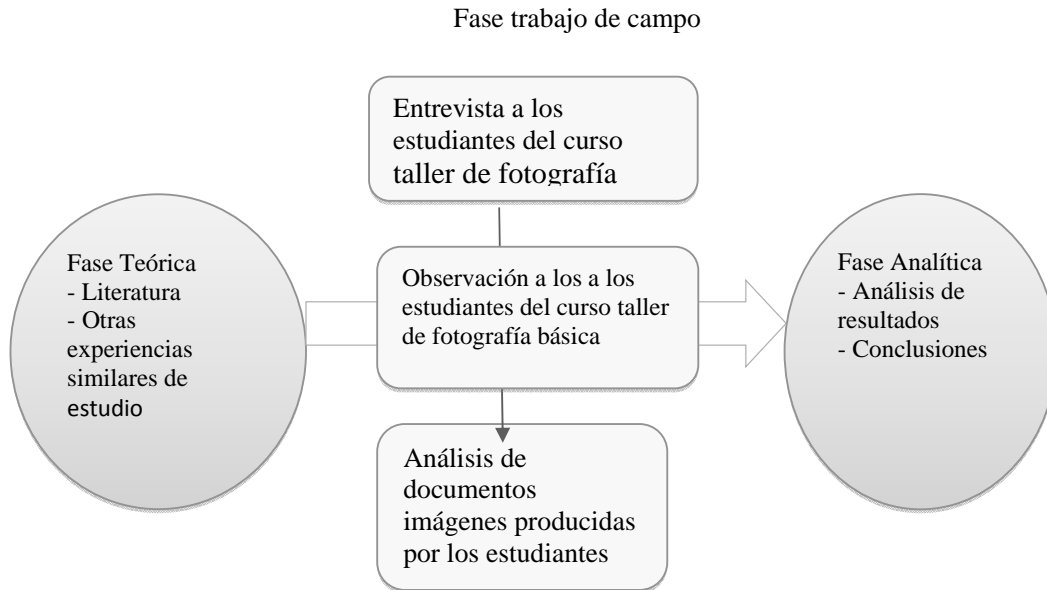 Fase trabajo de campo
Entrevista a los
estudiantes del curso
taller de fotografía
Fase Teórica
- Literatura
- Otras
experiencias
similares de
estudio
Observación a los a los
estudiantes del curso taller
de fotografía básica
Análisis de
documentos
imágenes producidas
por los estudiantes
Fase Analítica
- Análisis de
resultados
- Conclusiones